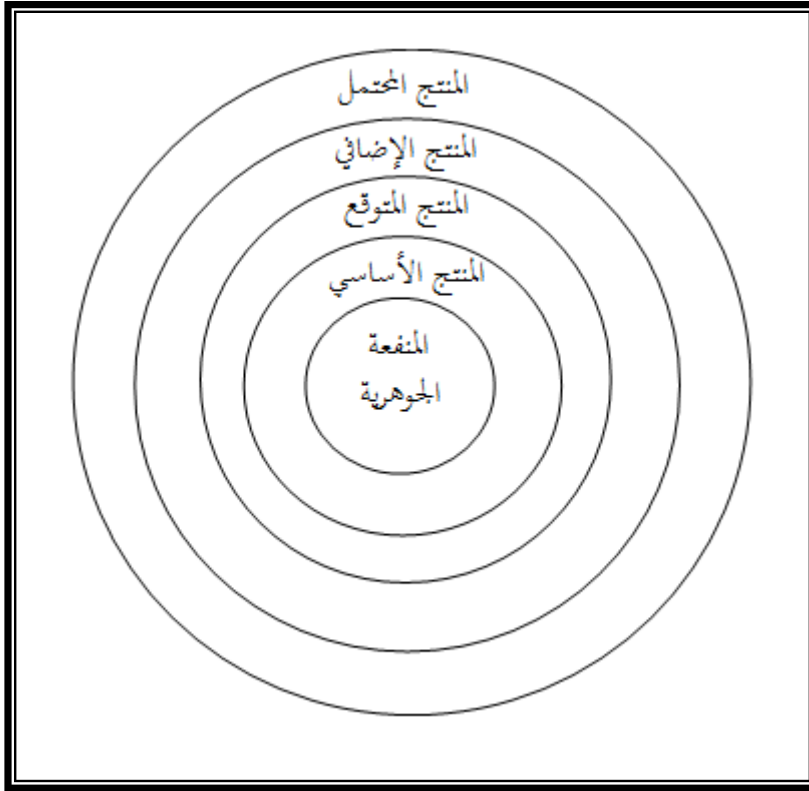 المنتج المحتمل
المنتج الإضافي
المنتج المتوقع
المنتج الأساسي
المنفعة
الجوهرية